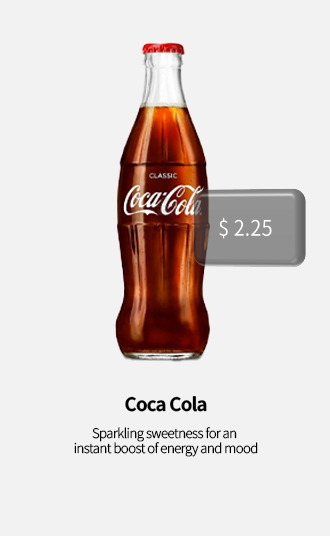 CLASSIC
Coca-Cola
$ 2.25
Coca Cola
Sparkling sweetness for an
instant boost of energy and mood